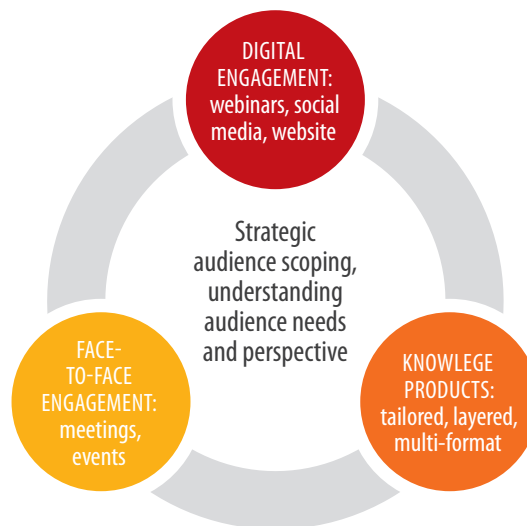 DIGITAL
ENGAGEMENT:
webinars, social
media, website
Strategic
audience scoping,
understanding
audience needs
and perspective
FACE-
TO-FACE
ENGAGEMENT:
meetings,
events
KNOWLEGE
PRODUCTS:
tailored, layered,
multi-format